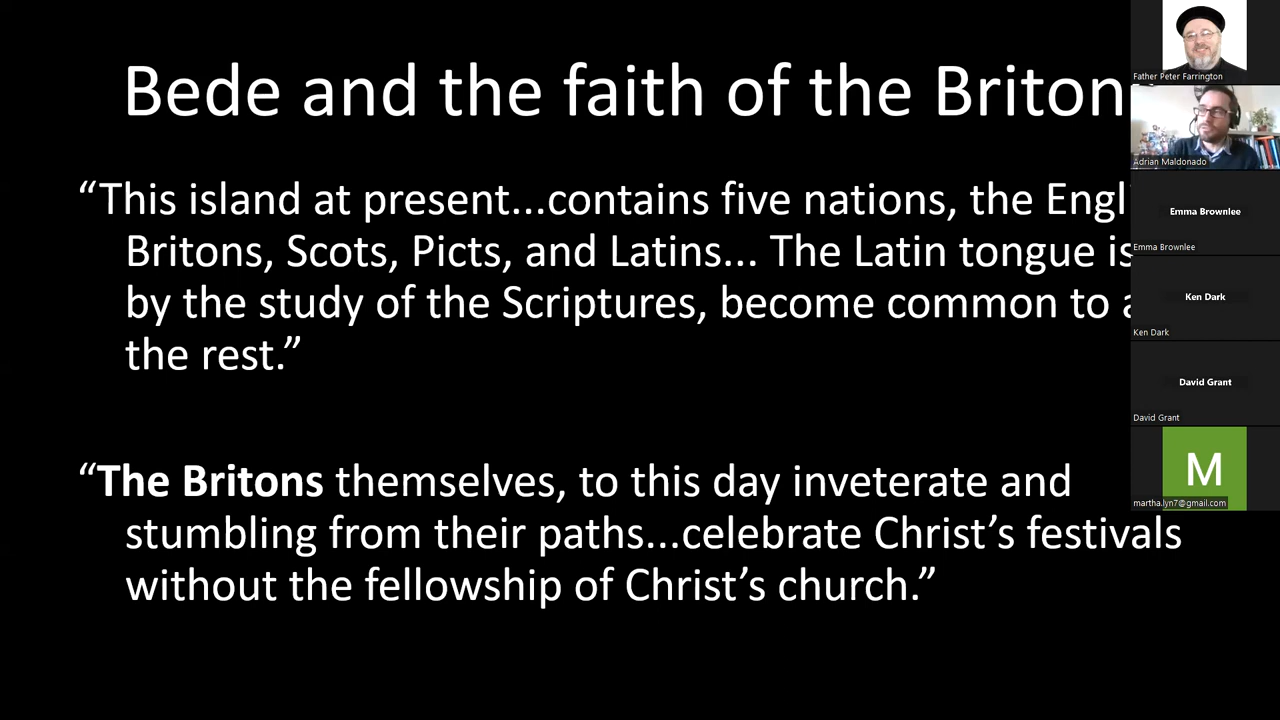 Bede and the faith of the Briton
“This island at present...contains five nations, the
Britons, Scots, Picts, and Latins... The Latin tongue is
by the study of the Scriptures, become common to
the rest.”
“The Britons themselves, to this day inveterate and
stumbling from their paths...celebrate Christ’s festivals
without the fellowship of Christ’s church.”
Father Peter Farrington
Adrian Maldonado
Emma Brownlee
Emma Brownlee
Ken Dark
Ken Dark
David Grant
David Grant
M
martha.lyn7@gmail.com